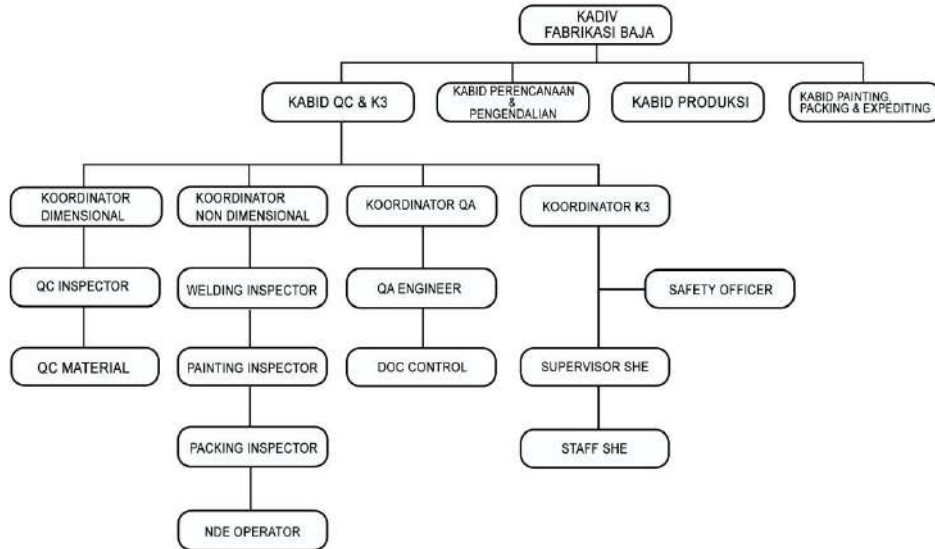 KADIV
FABRIKASI BAJA
KABID QC & K3
KABID PERENCANAAN
&
PENGENDALIAN
KABID PRODUKSI
KABID PAINTING,
PACKING & EXPEDITING
KOORDINATOR
DIMENSIONAL
KOORDINATOR
NON DIMENSIONAL
KOORDINATOR QA
KOORDINATOR K3
QC INSPECTOR
WELDING INSPECTOR
QA ENGINEER
SAFETY OFFICER
QC MATERIAL
PAINTING INSPECTOR
DOC CONTROL
SUPERVISOR SHE
PACKING INSPECTOR
STAFF SHE
NDE OPERATOR